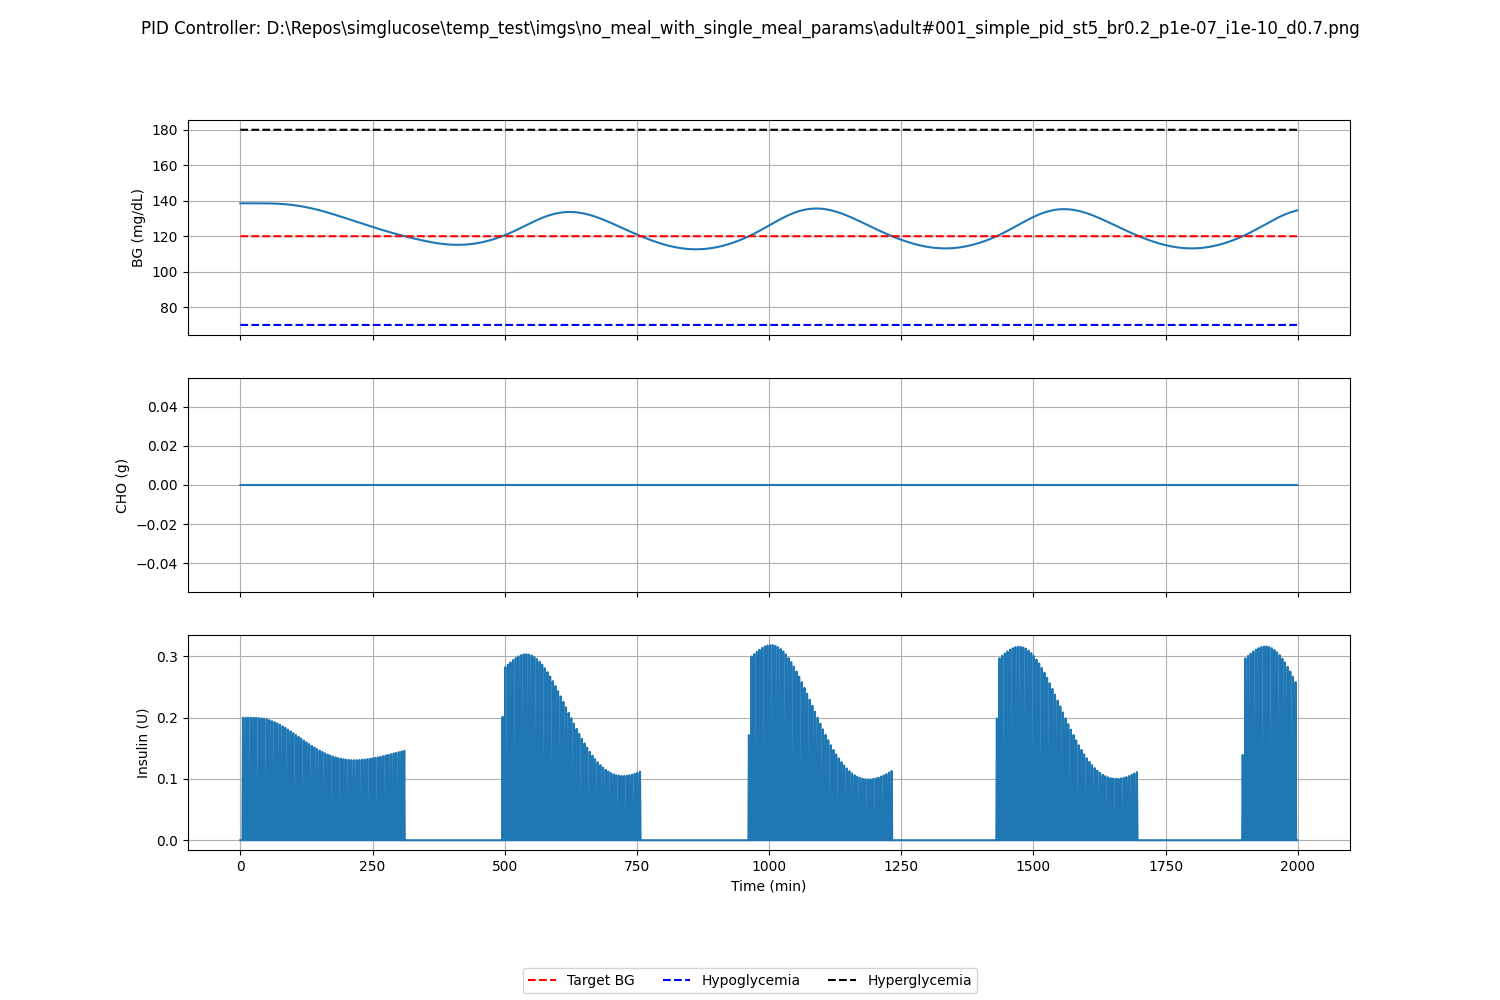 PID Controller: D:\Repos\simglucose\temp_test\imgs\no_meal_with_single_meal_params\adult#001_simple_pid_st5_br0.2_p1e-07_i1e-10_d0.7.png
BG (mg/dL)
180
160
140
120
100
80
CHO (g)
0.04
0.02
0.00
−0.02
−0.04
Insulin (U)
0.3
0.2
0.1
0.0
0 250 500 750 1000 1250 1500 1750 2000
Time (min)
Target BG Hypoglycemia Hyperglycemia